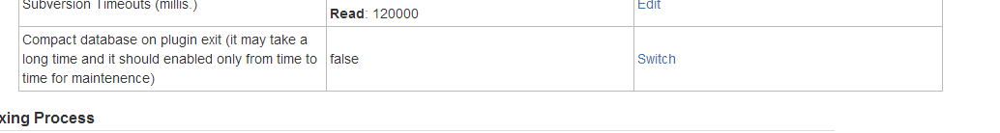 Subversion Timeouts (millis.)
Edit
Read: 120000
Compact database on plugin exit (it may take a
long time and it should enabled only from time to
time for maintenence)
false
Switch
xing Process